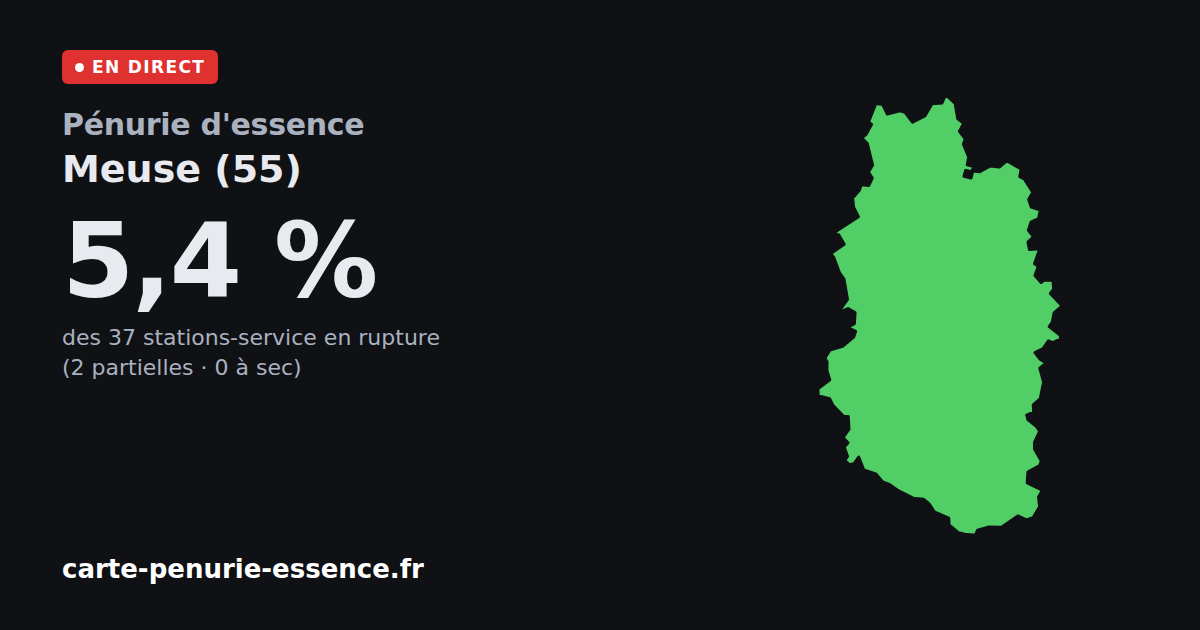 EN DIRECT
Pénurie d'essence
Meuse (55)
5,4 %
des 37 stations-service en rupture
(2 partielles · 0 à sec)
carte-penurie-essence.fr